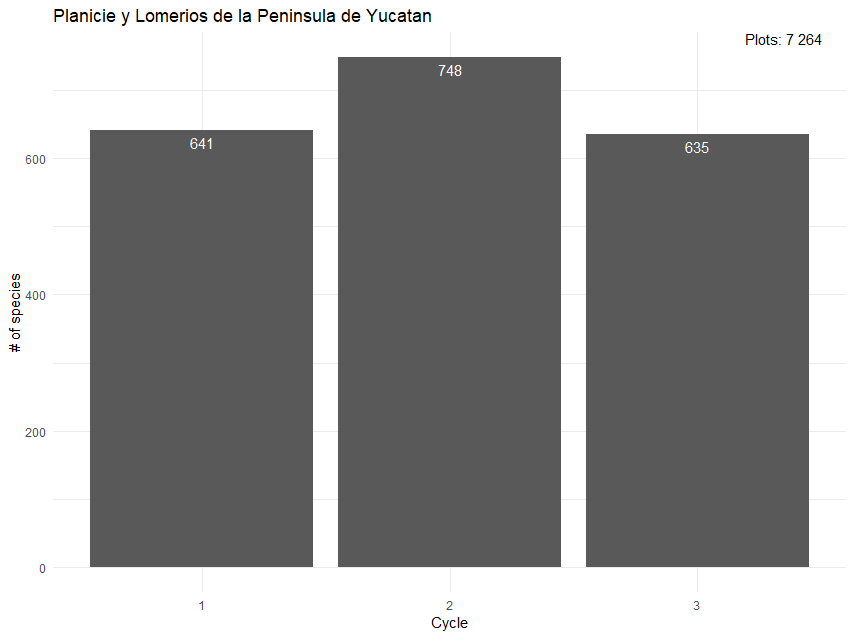 Planicie y Lomerios de la Peninsula de Yucatan
Plots: 7 264
748
641
635
600
400
200
0
# of species
1
2
3
Cycle